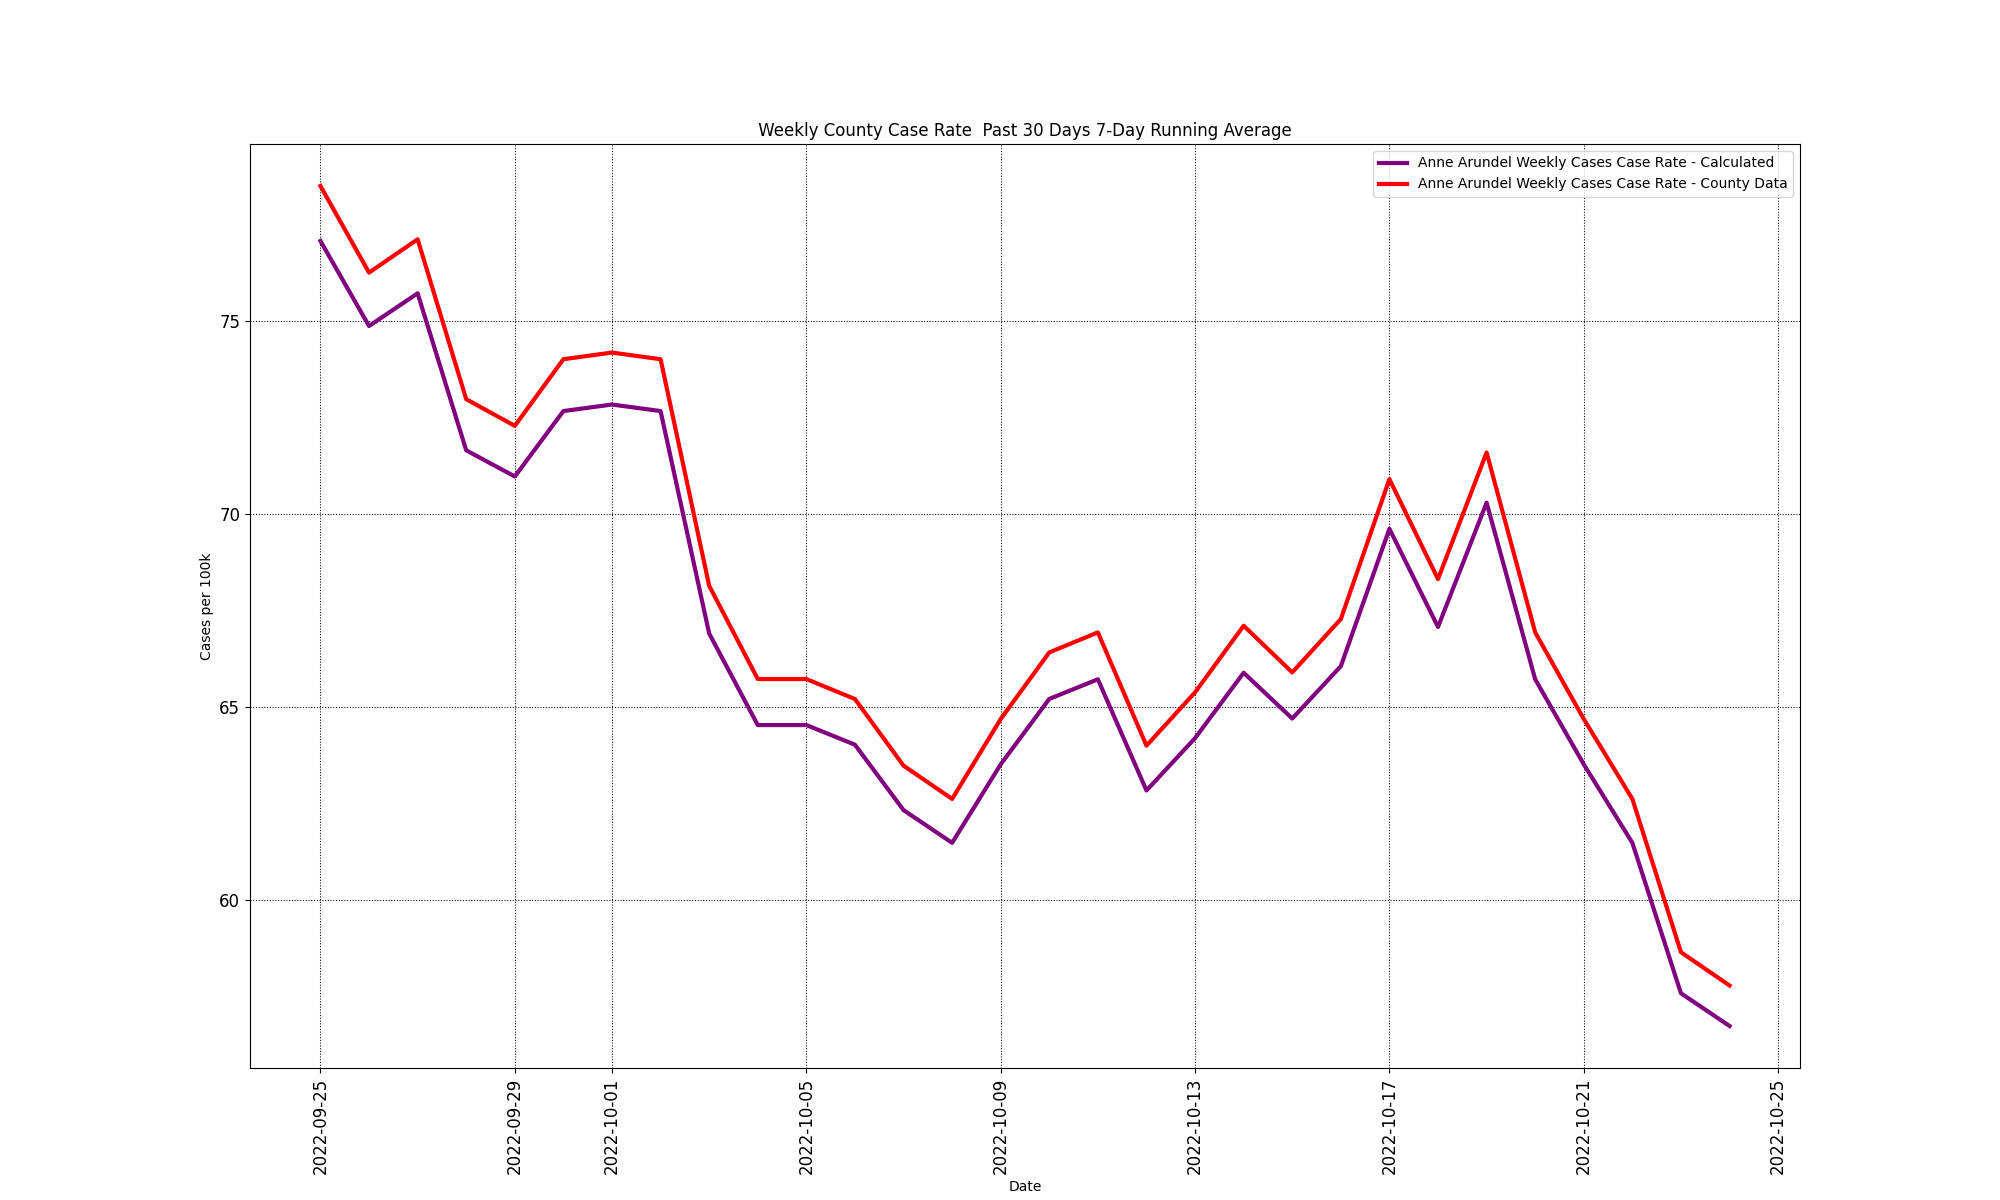 Weekly County Case Rate  Past 30 Days 7-Day Running Average
Anne Arundel Weekly Cases Case Rate - Calculated
Anne Arundel Weekly Cases Case Rate - County Data
75
70
65
60
Cases per 100k
2022-09-25
2022-09-29
2022-10-01
2022-10-05
2022-10-09
2022-10-13
2022-10-17
2022-10-21
2022-10-25
Date